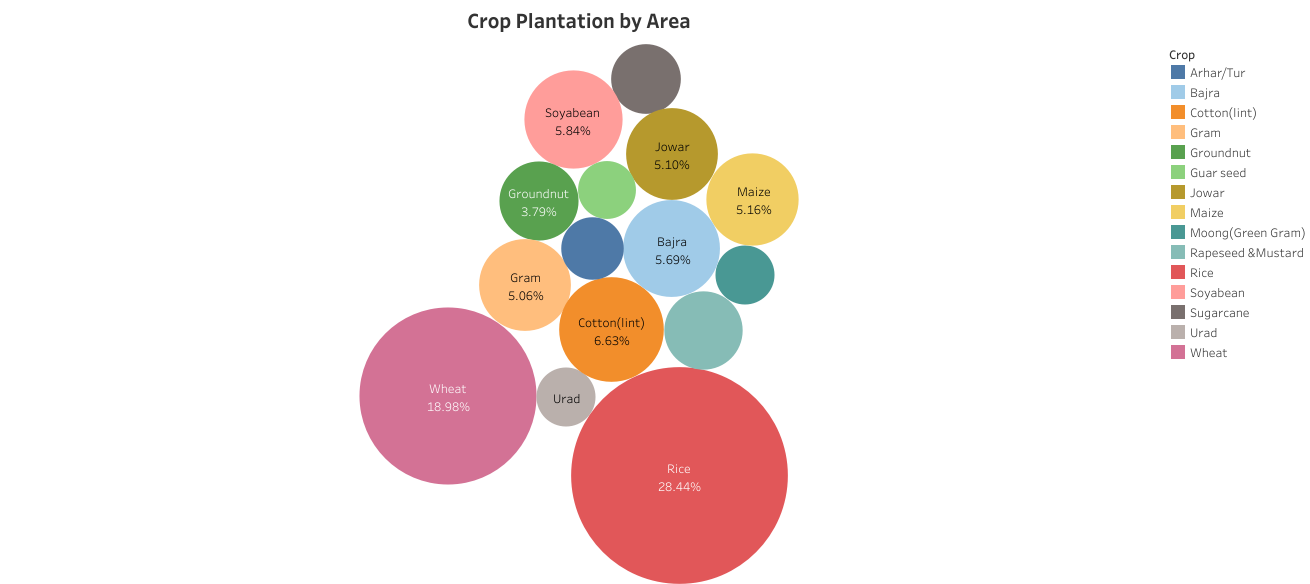 Crop Plantation by Area
Soyabean
5.84%
Jowar
5.10%
Maize
5.16%
Groundnut
3.79%
Bajra
5.69%
Gram
5.06%
Cotton(lint)
6.63%
Wheat
18.98%
Urad
Rice
28.44%
Crop
Arhar/Tur
Bajra
Cotton(lint)
Gram
Groundnut
Guar seed
Jowar
Maize
Moong(Green Gram)
Rapeseed &Mustard
Rice
Soyabean
Sugarcane
Urad
Wheat